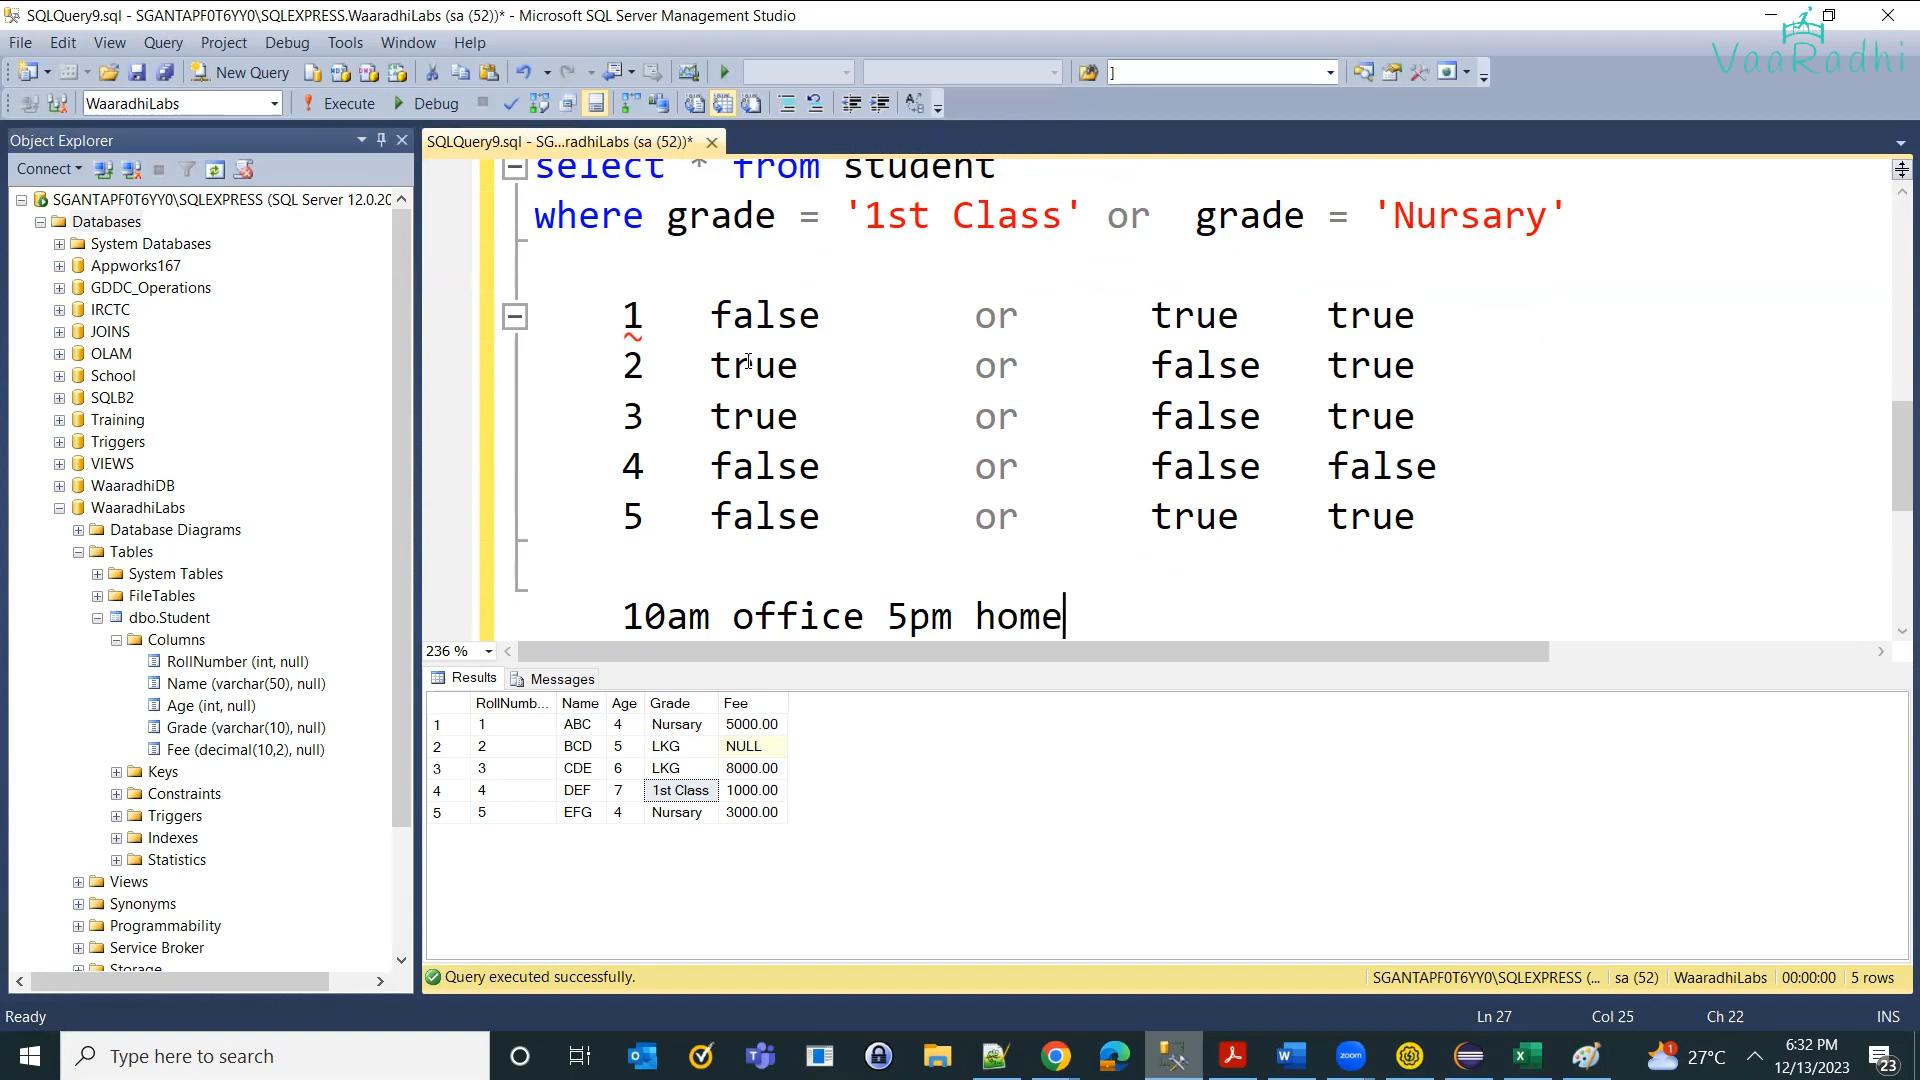 SQLQuery9.sql - SGANTAPF0T6YY0\SQLEXPRESS.WaaradhiLabs (sa (52))* - Microsoft SQL Server Management Studio
VaaRadhi
File Edit View Query Project Debug Tools Window Help
New Query ]
WaaradhiLabs Execute Debug
Object Explorer
SQLQuery9.sql - SG...radhiLabs (sa (52))*
Connect
SGANTAPF0T6YY0\SQLEXPRESS (SQL Server 12.0.20
Databases
System Databases
Appworks167
GDDC_Operations
IRCTC
JOINS
OLAM
School
SQLB2
Training
Triggers
VIEWS
WaaradhiDB
WaaradhiLabs
Database Diagrams
Tables
System Tables
FileTables
dbo.Student
Columns
RollNumber (int, null)
Name (varchar(50), null)
Age (int, null)
Grade (varchar(10), null)
Fee (decimal(10,2), null)
Keys
Constraints
Triggers
Indexes
Statistics
Views
Synonyms
Programmability
Service Broker
Storage
select * from student
where grade = '1st Class' or grade = 'Nursary'
1 false or true true
2 true or false true
3 true or false true
4 false or false false
5 false or true true
10am office 5pm home
236 %
Results Messages
RollNumb... Name Age Grade Fee
1 1 ABC 4 Nursary 5000.00
2 2 BCD 5 LKG NULL
3 3 CDE 6 LKG 8000.00
4 4 DEF 7 1st Class 1000.00
5 5 EFG 4 Nursary 3000.00
Query executed successfully. SGANTAPF0T6YY0\SQLEXPRESS (... sa (52) WaaradhiLabs 00:00:00 5 rows
Ready Ln 27 Col 25 Ch 22 INS
Type here to search zoom 1 27°C 6:32 PM
12/13/2023 23